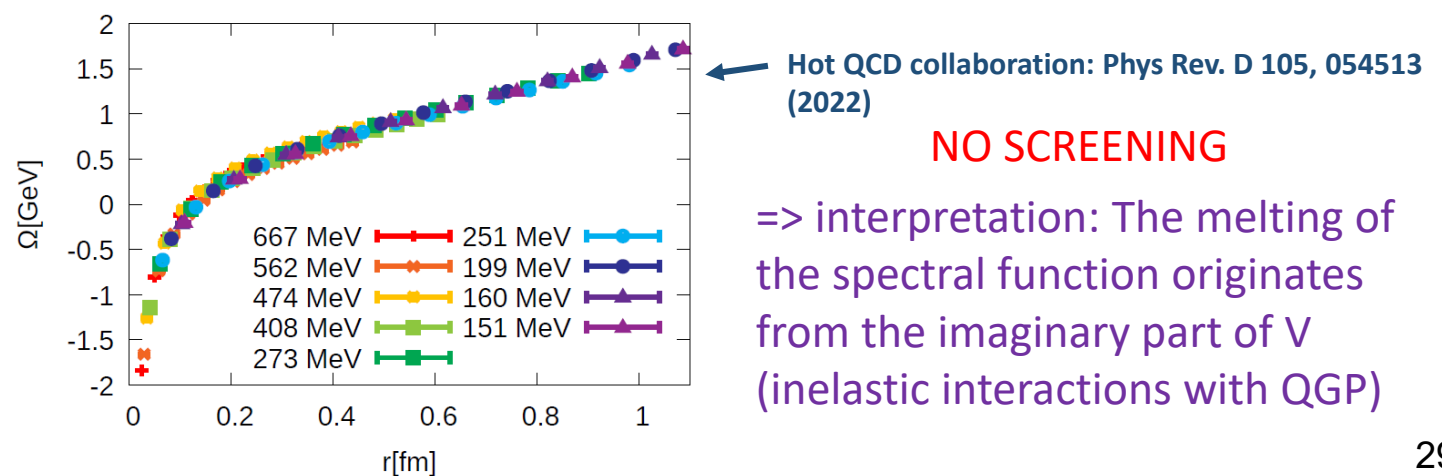 2
1.5
1
0.5
0
-0.5
-1
-1.5
-2
Ω[GeV]
667 MeV 251 MeV
562 MeV 199 MeV
474 MeV 160 MeV
408 MeV 151 MeV
273 MeV
0 0.2 0.4 0.6 0.8 1
r[fm]
Hot QCD collaboration: Phys Rev. D 105, 054513
(2022)
NO SCREENING
=> interpretation: The melting of
the spectral function originates
from the imaginary part of V
(inelastic interactions with QGP)